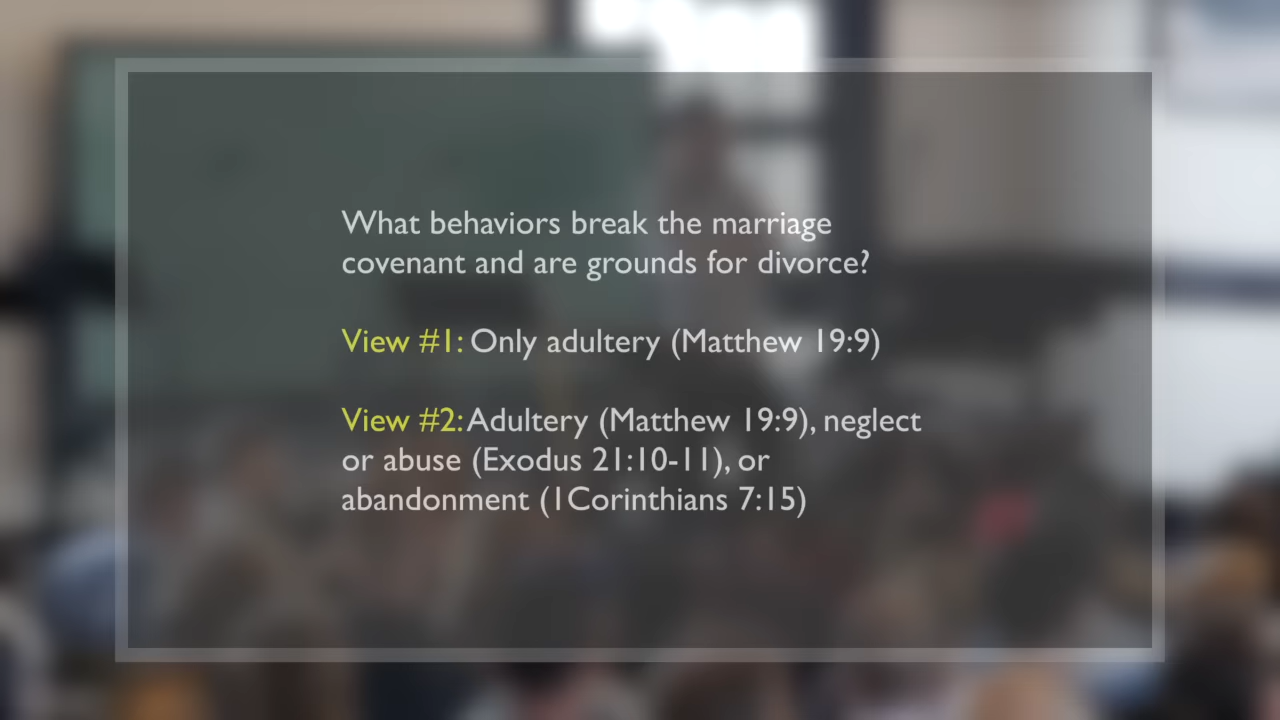 What behaviors break the marriage
covenant and are grounds for divorce?
View #1: Only adultery (Matthew 19:9)
View #2: Adultery (Matthew 19:9), neglect
or abuse (Exodus 21:10-11), or
abandonment (1Corinthians 7:15)